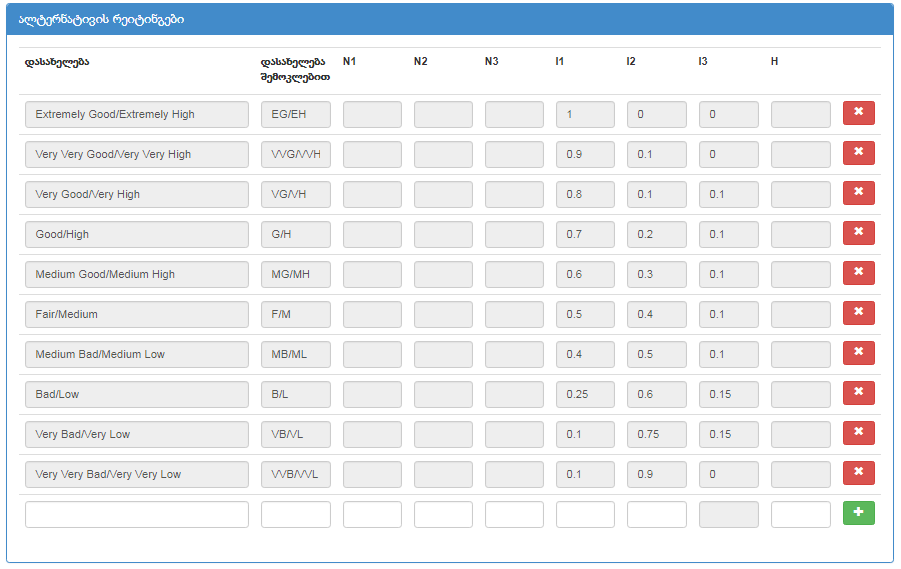 ალტერნატივის რეიტინგები
დასახელება დასახელება შემოკლებით N1 N2 N3 I1 I2 I3 H
Extremely Good/Extremely High EG/EH 1 0 0
Very Very Good/Very Very High VVG/VVH 0.9 0.1 0
Very Good/Very High VG/VH 0.8 0.1 0.1
Good/High G/H 0.7 0.2 0.1
Medium Good/Medium High MG/MH 0.6 0.3 0.1
Fair/Medium F/M 0.5 0.4 0.1
Medium Bad/Medium Low MB/ML 0.4 0.5 0.1
Bad/Low B/L 0.25 0.6 0.15
Very Bad/Very Low VB/VL 0.1 0.75 0.15
Very Very Bad/Very Very Low VVB/VVL 0.1 0.9 0